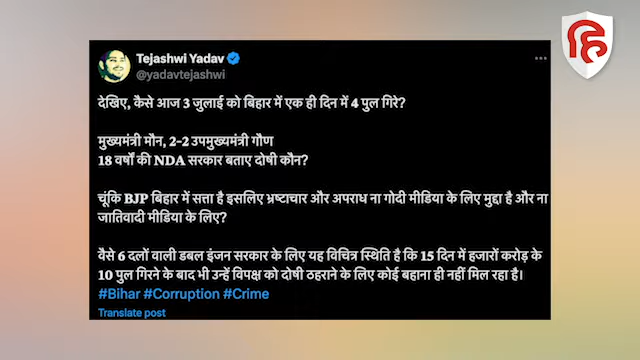 हि
Tejashwi Yadav
@yadavtejashwi
देखिए, कैसे आज 3 जुलाई को बिहार में एक ही दिन में 4 पुल गिरे?
मुख्यमंत्री मौन, 2-2 उपमुख्यमंत्री गौण
18 वर्षों की NDA सरकार बताए दोषी कौन?
चूंकि BJP बिहार में सत्ता है इसलिए भ्रष्टाचार और अपराध ना गोदी मीडिया के लिए मुद्दा है और ना
जातिवादी मीडिया के लिए?
वैसे 6 दलों वाली डबल इंजन सरकार के लिए यह विचित्र स्थिति है कि 15 दिन में हजारों करोड़ के
10 पुल गिरने के बाद भी उन्हें विपक्ष को दोषी ठहराने के लिए कोई बहाना ही नहीं मिल रहा है।
#Bihar #Corruption #Crime
Translate post